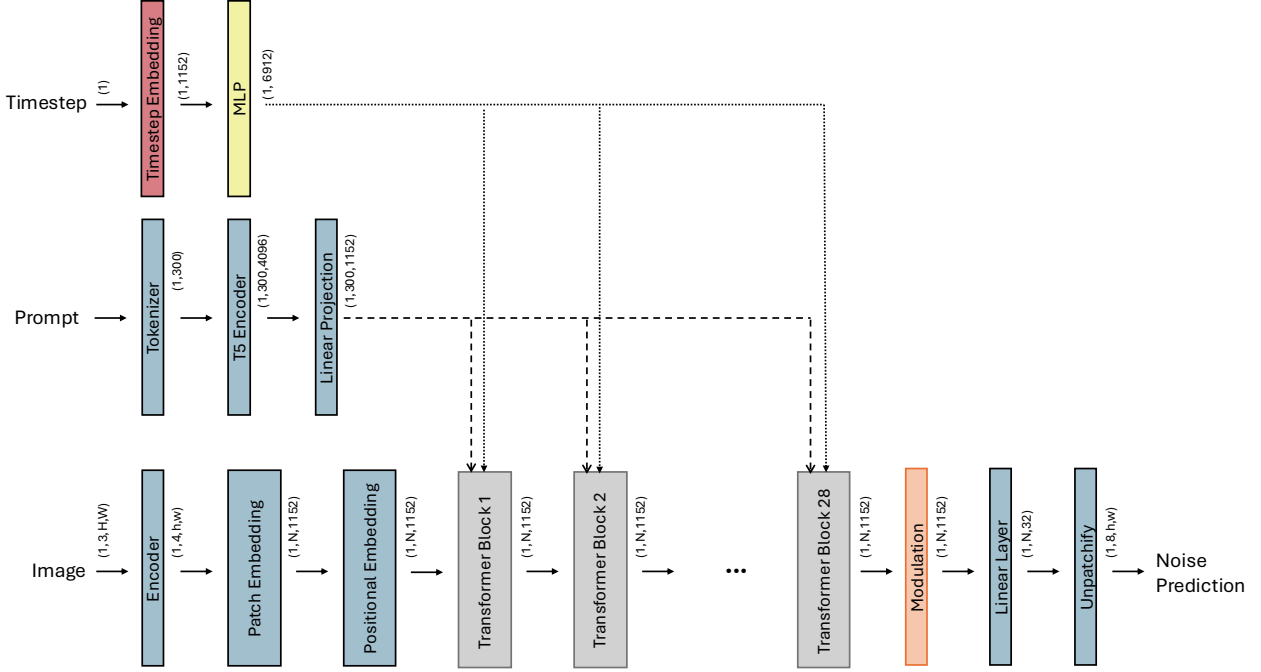 Timestep
(1)
Timestep Embedding
(1,1152)
MLP
(1, 6912)
Prompt
Tokenizer
(1,300)
T5 Encoder
(1,300,4096)
Linear Projection
(1,300,1152)
Image
(1,3,H,W)
Encoder
(1,4,h,w)
Patch Embedding
(1,N,1152)
Positional Embedding
(1,N,1152)
Transformer Block 1
(1,N,1152)
Transformer Block 2
(1,N,1152)
...
Transformer Block 28
(1,N,1152)
Modulation
(1,N,1152)
Linear Layer
(1,N,32)
Unpatchify
(1,8,h,w)
Noise
Prediction